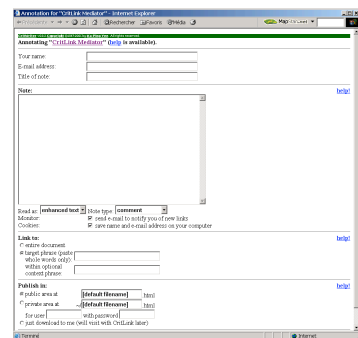 Annotation for "CritLink Mediator" - Internet Explorer
Rechercher Favoris Média
Annotating "CritLink Mediator" (help is available).
Your name:
E-mail address:
Title of note:
Note: help!
Read as: enhanced text Note type: comment
Monitor: send e-mail to notify you of new links
Cookies: save name and e-mail address on your computer
Link to: help!
entire document
target phrase (paste
whole words only):
within optional
context phrase:
Publish in: help!
public area at [default filename] .html
private area at [default filename] .html
for user with password
just download to me (will visit with CritLink later)
Terminé Internet